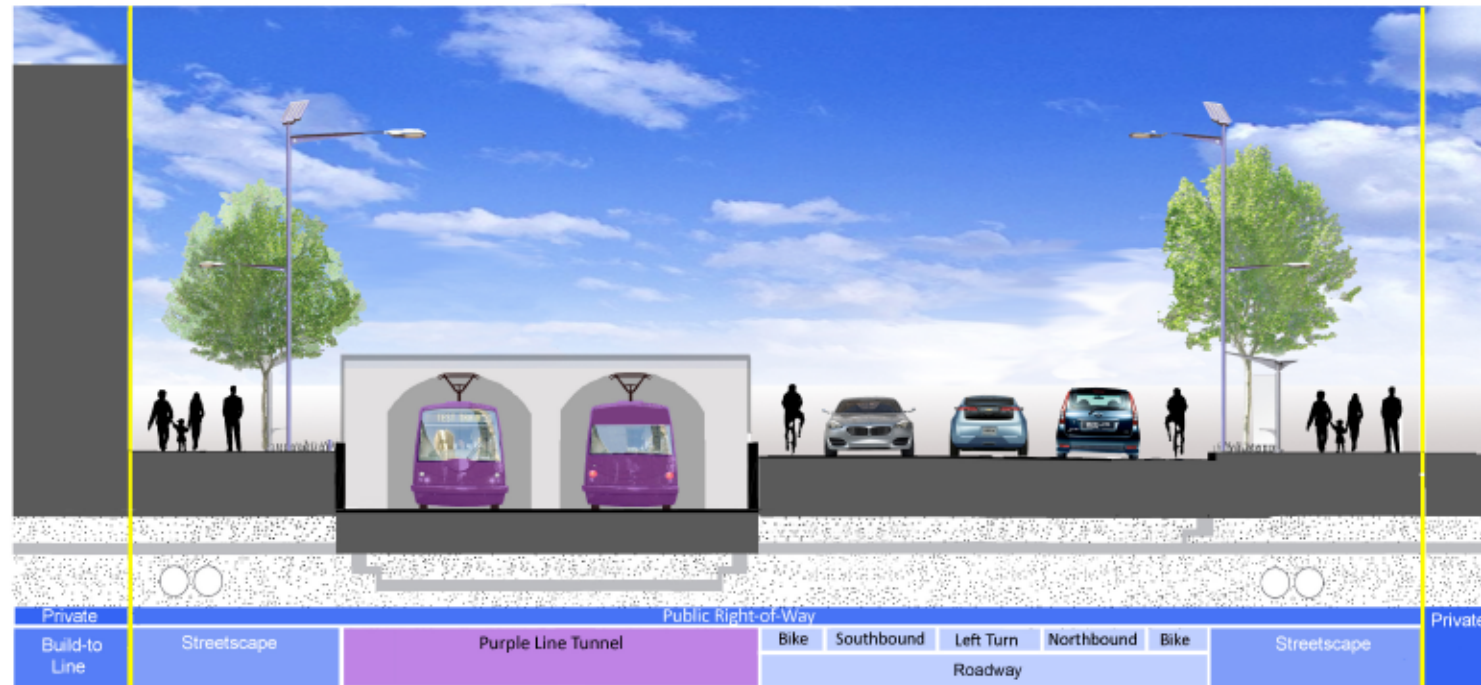 TEST
Private
Public Right-of-Way
Private
Build-to
Line
Streetscape
Purple Line Tunnel
Bike
Southbound
Left Turn
Northbound
Bike
Streetscape
Roadway